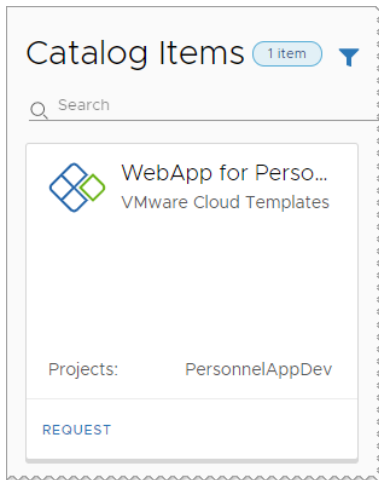 Catalog Items 1 item
Search
WebApp for Perso...
VMware Cloud Templates
Projects: PersonnelAppDev
REQUEST